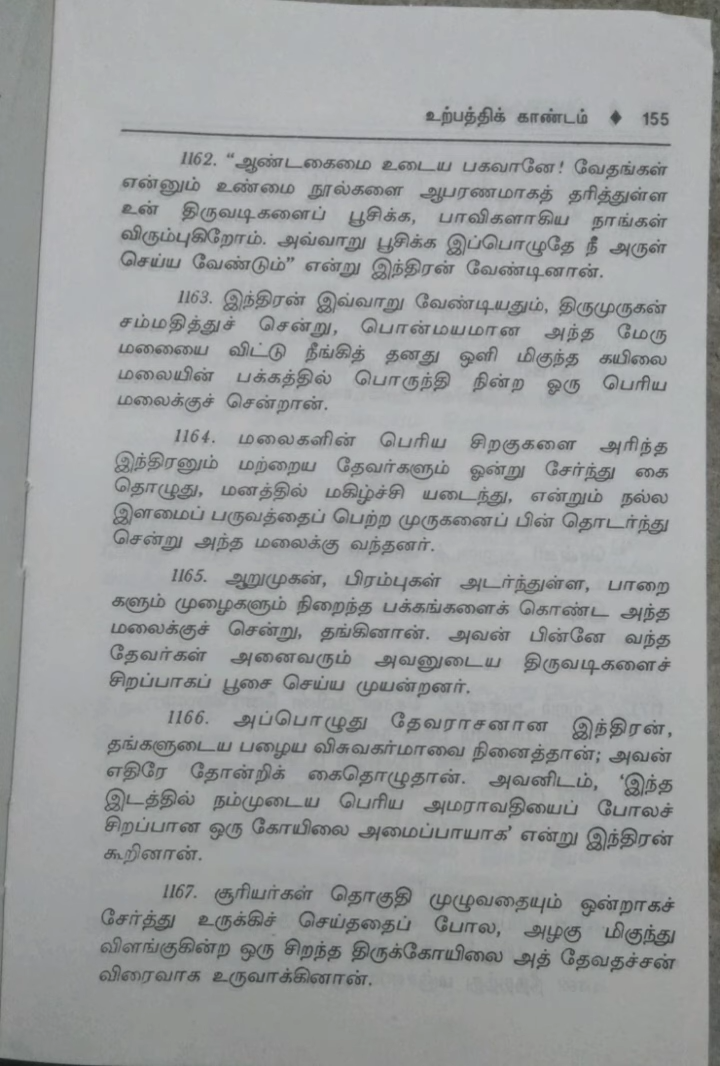 உற்பத்திக் காண்டம் ♦ 155
1162. “ஆண்டகைமை உடைய பகவானே! வேதங்கள்
என்னும் உண்மை நூல்களை ஆபரணமாகத் தரித்துள்ள
உன் திருவடிகளைப் பூசிக்க, பாவிகளாகிய நாங்கள்
விரும்புகிறோம். அவ்வாறு பூசிக்க இப்பொழுதே நீ அருள்
செய்ய வேண்டும்” என்று இந்திரன் வேண்டினான்.
1163. இந்திரன் இவ்வாறு வேண்டியதும், திருமுருகன்
சம்மதித்துச் சென்று, பொன்மயமான அந்த மேரு
மலையை விட்டு நீங்கித் தனது ஒளி மிகுந்த கயிலை
மலையின் பக்கத்தில் பொருந்தி நின்ற ஓரு பெரிய
மலைக்குச் சென்றான்.
1164. மலைகளின் பெரிய சிறகுகளை அரிந்த
இந்திரனும் மற்றைய தேவர்களும் ஓன்று சேர்ந்து கை
தொழுது, மனத்தில் மகிழ்ச்சி யடைந்து, என்றும் நல்ல
இளமைப் பருவத்தைப் பெற்ற முருகனைப் பின் தொடர்ந்து
சென்று அந்த மலைக்கு வந்தனர்.
1165. ஆறுமுகன், பிரம்புகள் அடர்ந்துள்ள, பாறை
களும் முழைகளும் நிறைந்த பக்கங்களைக் கொண்ட அந்த
மலைக்குச் சென்று, தங்கினான். அவன் பின்னே வந்த
தேவர்கள் அனைவரும் அவனுடைய திருவடிகளைச்
சிறப்பாகப் பூசை செய்ய முயன்றனர்.
1166. அப்பொழுது தேவராசனான இந்திரன்,
தங்களுடைய பழைய விசுவகர்மாவை நினைத்தான்; அவன்
எதிரே தோன்றிக் கைதொழுதான். அவனிடம், ‘இந்த
இடத்தில் நம்முடைய பெரிய அமராவதியைப் போலச்
சிறப்பான ஒரு கோயிலை அமைப்பாயாக’ என்று இந்திரன்
கூறினான்.
1167. சூரியர்கள் தொகுதி முழுவதையும் ஒன்றாகச்
சேர்த்து உருக்கிச் செய்ததைப் போல, அழகு மிகுந்து
விளங்குகின்ற ஒரு சிறந்த திருக்கோயிலை அத் தேவதச்சன்
விரைவாக உருவாக்கினான்.